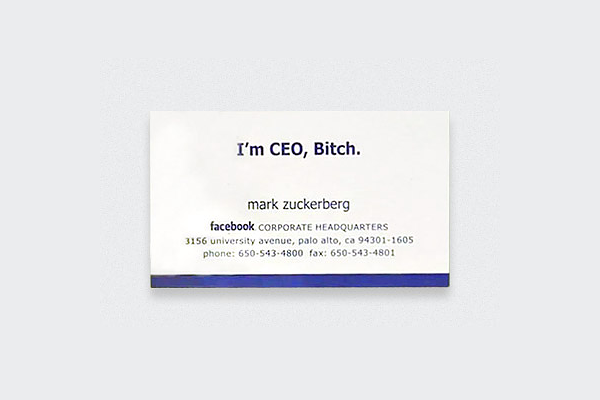 I'm CEO, Bitch.
mark zuckerberg
facebook CORPORATE HEADQUARTERS
3156 university avenue, palo alto, ca 94301-1605
phone: 650-543-4800 fax: 650-543-4801